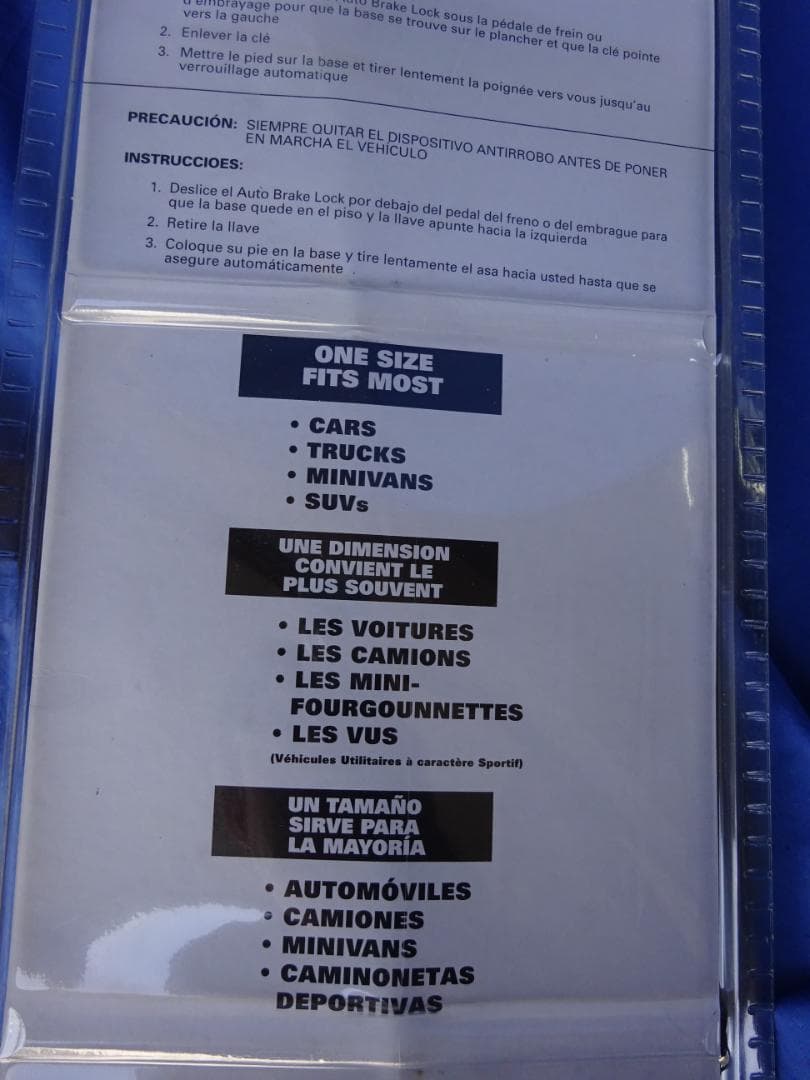 Auto Brake Lock sous la pédale de frein ou
d'embrayage pour que la base se trouve sur le plancher et que la clé pointe
vers la gauche
2. Enlever la clé
3. Mettre le pied sur la base et tirer lentement la poignée vers vous jusqu'au
verrouillage automatique
PRECAUCIÓN: SIEMPRE QUITAR EL DISPOSITIVO ANTIRROBO ANTES DE PONER
EN MARCHA EL VEHÍCULO
INSTRUCCIOES:
1. Deslice el Auto Brake Lock por debajo del pedal del freno o del embrague para
que la base quede en el piso y la llave apunte hacia la izquierda
2. Retire la llave
3. Coloque su pie en la base y tire lentamente el asa hacia usted hasta que se
asegure automáticamente
ONE SIZE
FITS MOST
• CARS
• TRUCKS
• MINIVANS
• SUVs
UNE DIMENSION
CONVIENT LE
PLUS SOUVENT
• LES VOITURES
• LES CAMIONS
• LES MINI-
FOURGOUNNETTES
• LES VUS
(Véhicules Utilitaires à caractère Sportif)
UN TAMAÑO
SIRVE PARA
LA MAYORÍA
• AUTOMÓVILES
• CAMIONES
• MINIVANS
• CAMINONETAS
DEPORTIVAS